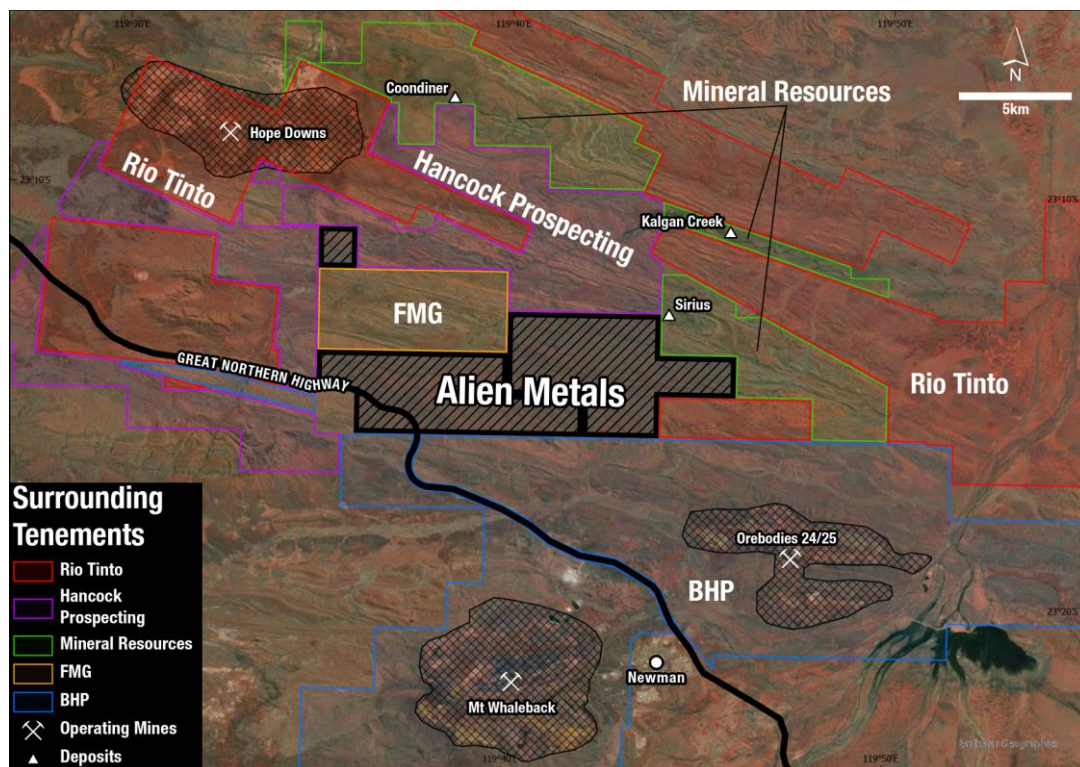 119°30'E
119°40'E
119°50'E
N
5km
Coondiner
Mineral Resources
Hope Downs
Rio Tinto
Hancock Prospecting
23°10'S
23°10'S
Kalgan Creek
FMG
Sirius
GREAT NORTHERN HIGHWAY
Alien Metals
Rio Tinto
Surrounding
Tenements
Rio Tinto
Hancock
Prospecting
Mineral Resources
FMG
BHP
Operating Mines
Deposits
Orebodies 24/25
BHP
23°20'S
Newman
Mt Whaleback
119°40'E
119°50'E